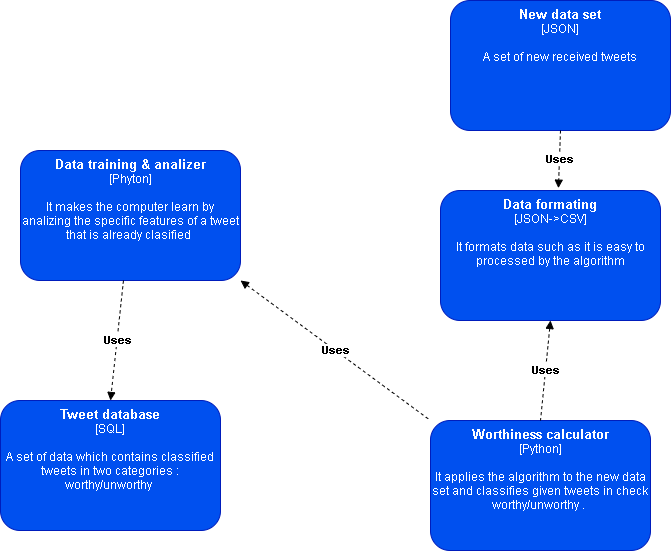 New data set
[JSON]
A set of new received tweets
Uses
Data training & analizer
[Phyton]
It makes the computer learn by
analizing the specific features of a tweet
that is already clasified
Data formating
[JSON->CSV]
It formats data such as it is easy to
processed by the algorithm
Uses
Uses
Uses
Tweet database
[SQL]
A set of data which contains classified
tweets in two categories :
worthy/unworthy
Worthiness calculator
[Python]
It applies the algorithm to the new data
set and classifies given tweets in check
worthy/unworthy .